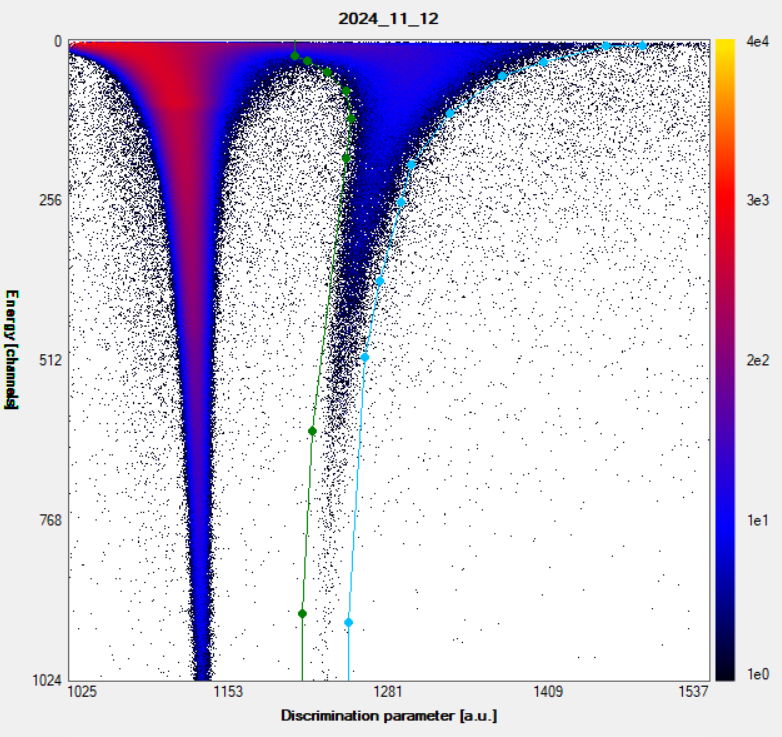 2024_11_12
0
256
512
768
1024
Energy [channels]
1025
1153
1281
1409
1537
Discrimination parameter [a.u.]
4e4
3e3
2e2
1e1
1e0